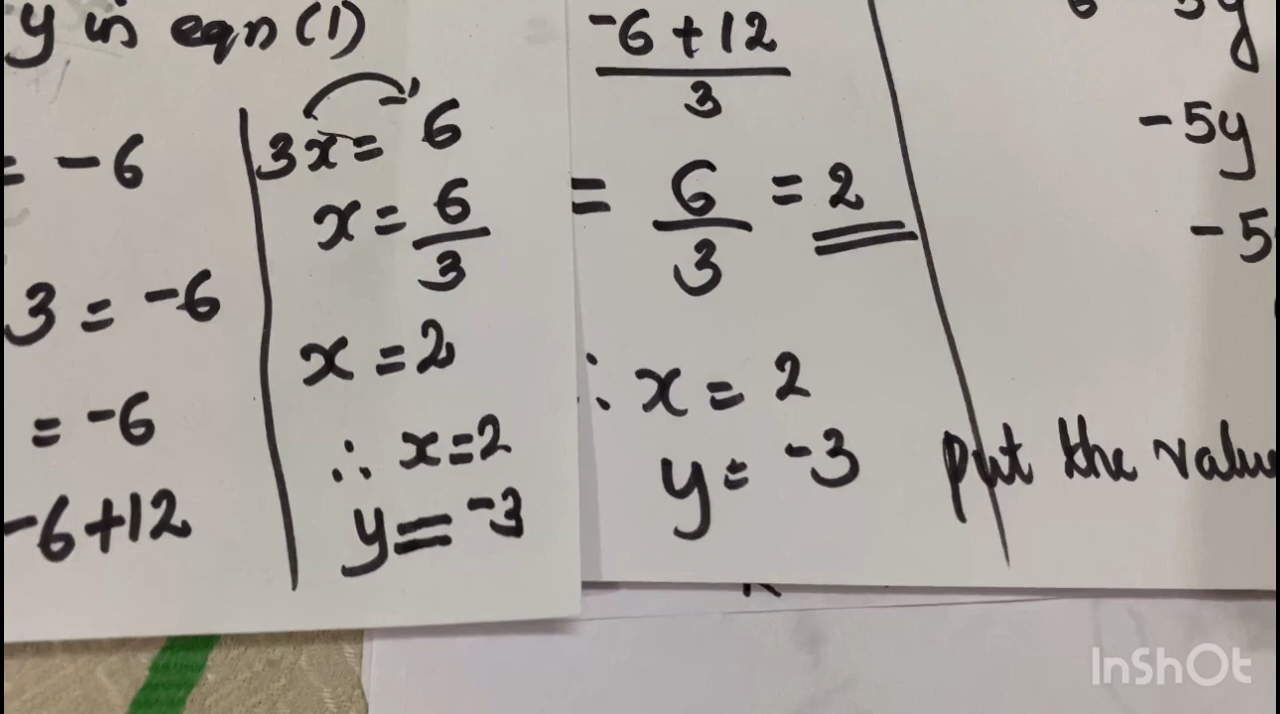 y in eqn (1)
= -6
3 = -6
= -6
-6+12
3x = 6
x = 6/3
x = 2
∴ x=2
y = -3
-6+12
3
= 6/3 = 2
∴ x = 2
y = -3
-5y
-5
put the value
InShOt